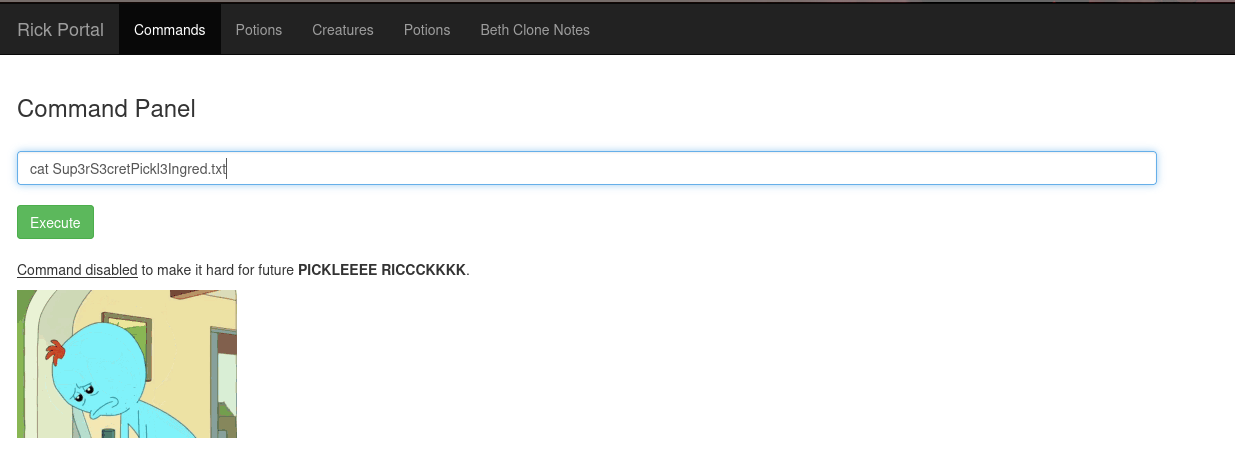 Rick Portal Commands Potions Creatures Potions Beth Clone Notes
Command Panel
cat Sup3rS3cretPickl3Ingred.txt
Execute
Command disabled to make it hard for future PICKLEEEE RICCCKKKK.